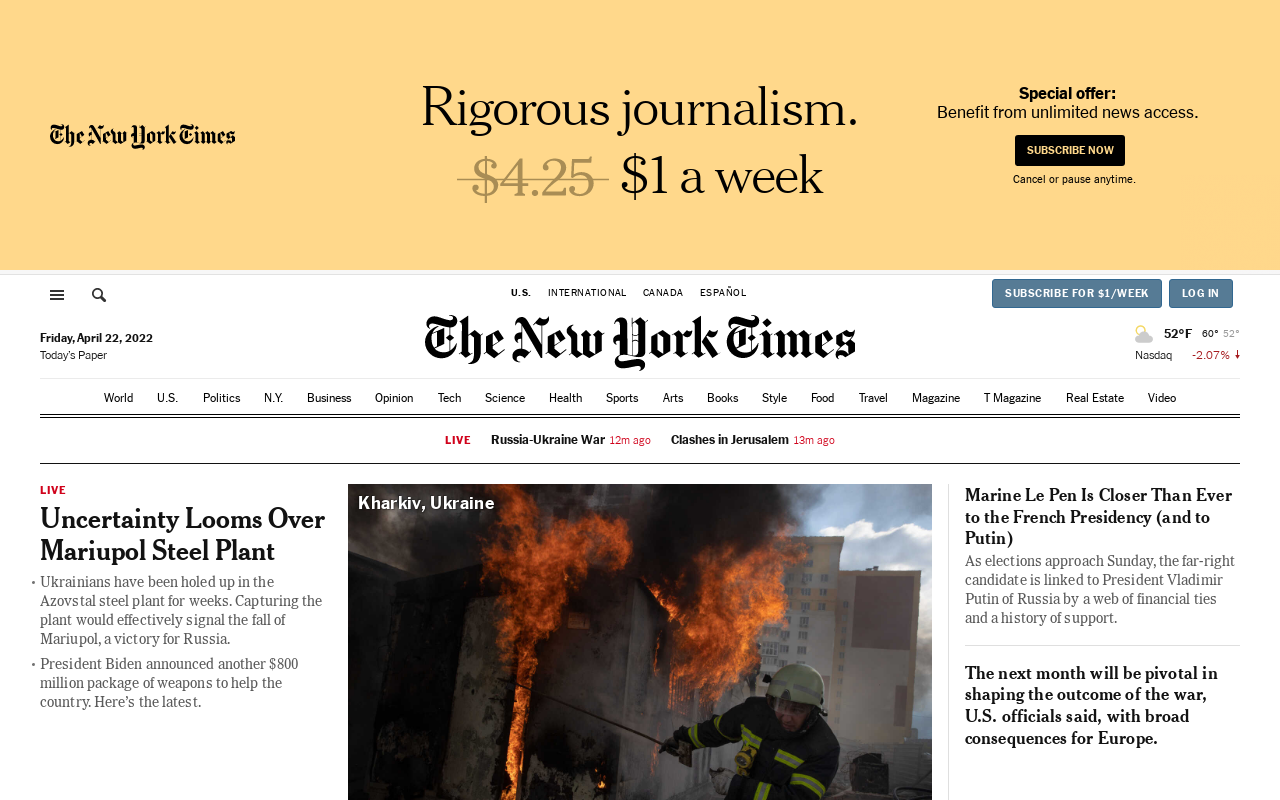 The New York Times
Rigorous journalism.
$4.25 $1 a week
Special offer:
Benefit from unlimited news access.
SUBSCRIBE NOW
Cancel or pause anytime.
U.S. INTERNATIONAL CANADA ESPAÑOL
SUBSCRIBE FOR $1/WEEK LOG IN
Friday, April 22, 2022
Today's Paper
The New York Times
52°F 60° 52°
Nasdaq -2.07% ↓
World U.S. Politics N.Y. Business Opinion Tech Science Health Sports Arts Books Style Food Travel Magazine T Magazine Real Estate Video
LIVE Russia-Ukraine War 12m ago Clashes in Jerusalem 13m ago
LIVE
Uncertainty Looms Over
Mariupol Steel Plant
• Ukrainians have been holed up in the
Azovstal steel plant for weeks. Capturing the
plant would effectively signal the fall of
Mariupol, a victory for Russia.
• President Biden announced another $800
million package of weapons to help the
country. Here's the latest.
Kharkiv, Ukraine
Marine Le Pen Is Closer Than Ever
to the French Presidency (and to
Putin)
As elections approach Sunday, the far-right
candidate is linked to President Vladimir
Putin of Russia by a web of financial ties
and a history of support.
The next month will be pivotal in
shaping the outcome of the war,
U.S. officials said, with broad
consequences for Europe.